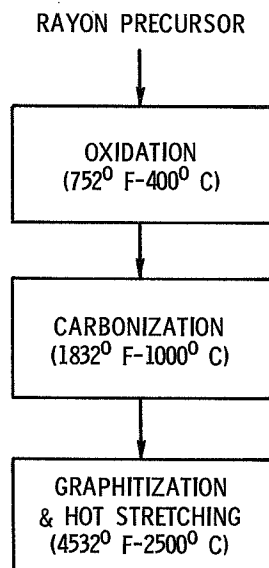 RAYON PRECURSOR
OXIDATION
(752⁰ F-400⁰ C)
CARBONIZATION
(1832⁰ F-1000⁰ C)
GRAPHITIZATION
& HOT STRETCHING
(4532⁰ F-2500⁰ C)